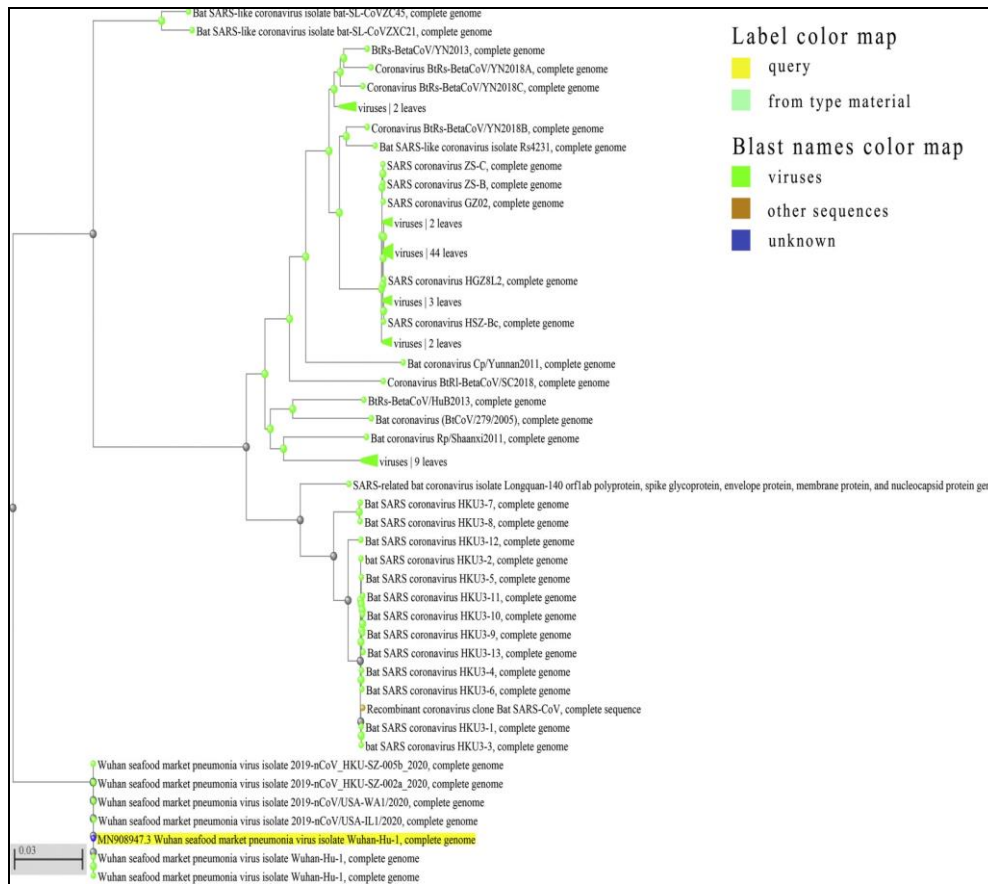 Bat SARS-like coronavirus isolate bat-SL-CoVZC45, complete genome
Bat SARS-like coronavirus isolate bat-SL-CoVZXC21, complete genome
BtRs-BetaCoV/YN2013, complete genome
Coronavirus BtRs-BetaCoV/YN2018A, complete genome
Coronavirus BtRs-BetaCoV/YN2018C, complete genome
viruses | 2 leaves
Coronavirus BtRs-BetaCoV/YN2018B, complete genome
Bat SARS-like coronavirus isolate Rs4231, complete genome
SARS coronavirus ZS-C, complete genome
SARS coronavirus ZS-B, complete genome
SARS coronavirus GZ02, complete genome
viruses | 2 leaves
viruses | 44 leaves
SARS coronavirus HGZ8L2, complete genome
viruses | 3 leaves
SARS coronavirus HSZ-Bc, complete genome
viruses | 2 leaves
Bat coronavirus Cp/Yunnan2011, complete genome
Coronavirus BtRl-BetaCoV/SC2018, complete genome
BtRs-BetaCoV/HuB2013, complete genome
Bat coronavirus (BtCoV/279/2005), complete genome
Bat coronavirus Rp/Shaanxi2011, complete genome
viruses | 9 leaves
SARS-related bat coronavirus isolate Longquan-140 orf1ab polyprotein, spike glycoprotein, envelope protein, membrane protein, and nucleocapsid protein gen
Bat SARS coronavirus HKU3-7, complete genome
Bat SARS coronavirus HKU3-8, complete genome
Bat SARS coronavirus HKU3-12, complete genome
bat SARS coronavirus HKU3-2, complete genome
Bat SARS coronavirus HKU3-5, complete genome
Bat SARS coronavirus HKU3-11, complete genome
Bat SARS coronavirus HKU3-10, complete genome
Bat SARS coronavirus HKU3-9, complete genome
Bat SARS coronavirus HKU3-13, complete genome
Bat SARS coronavirus HKU3-4, complete genome
Bat SARS coronavirus HKU3-6, complete genome
Recombinant coronavirus clone Bat SARS-CoV, complete sequence
Bat SARS coronavirus HKU3-1, complete genome
bat SARS coronavirus HKU3-3, complete genome
Wuhan seafood market pneumonia virus isolate 2019-nCoV_HKU-SZ-005b_2020, complete genome
Wuhan seafood market pneumonia virus isolate 2019-nCoV_HKU-SZ-002a_2020, complete genome
Wuhan seafood market pneumonia virus isolate 2019-nCoV/USA-WA1/2020, complete genome
Wuhan seafood market pneumonia virus isolate 2019-nCoV/USA-IL1/2020, complete genome
MN908947.3 Wuhan seafood market pneumonia virus isolate Wuhan-Hu-1, complete genome
Wuhan seafood market pneumonia virus isolate Wuhan-Hu-1, complete genome
Wuhan seafood market pneumonia virus isolate Wuhan-Hu-1, complete genome
0.03
Label color map
query
from type material
Blast names color map
viruses
other sequences
unknown